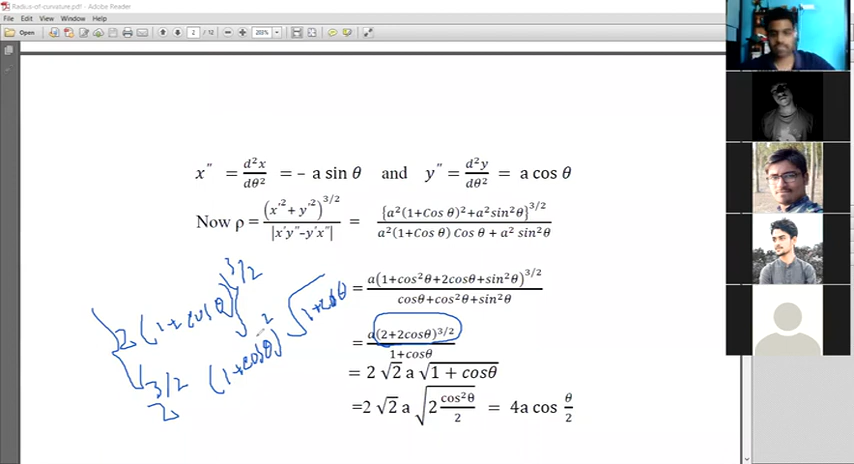 Radius-of-curvature.pdf - Adobe Reader
File Edit View Window Help
Open 2 / 12 203%
x″ = d²x/dθ² = – a sin θ and y″ = d²y/dθ² = a cos θ
Now ρ = (x′² + y′²)^3/2 / |x′y″–y′x″| = {a²(1+Cos θ)²+a²sin²θ}^3/2 / a²(1+Cos θ) Cos θ + a² sin²θ
= a(1+cos²θ+2cosθ+sin²θ)^3/2 / cosθ+cos²θ+sin²θ
= a(2+2cosθ)^3/2 / 1+cosθ
= 2 √2 a √1 + cosθ
=2 √2 a √2 cos²θ/2 = 4a cos θ/2
{2(1+cosθ)}^3/2
2^3/2 (1+cosθ) √1+cosθ